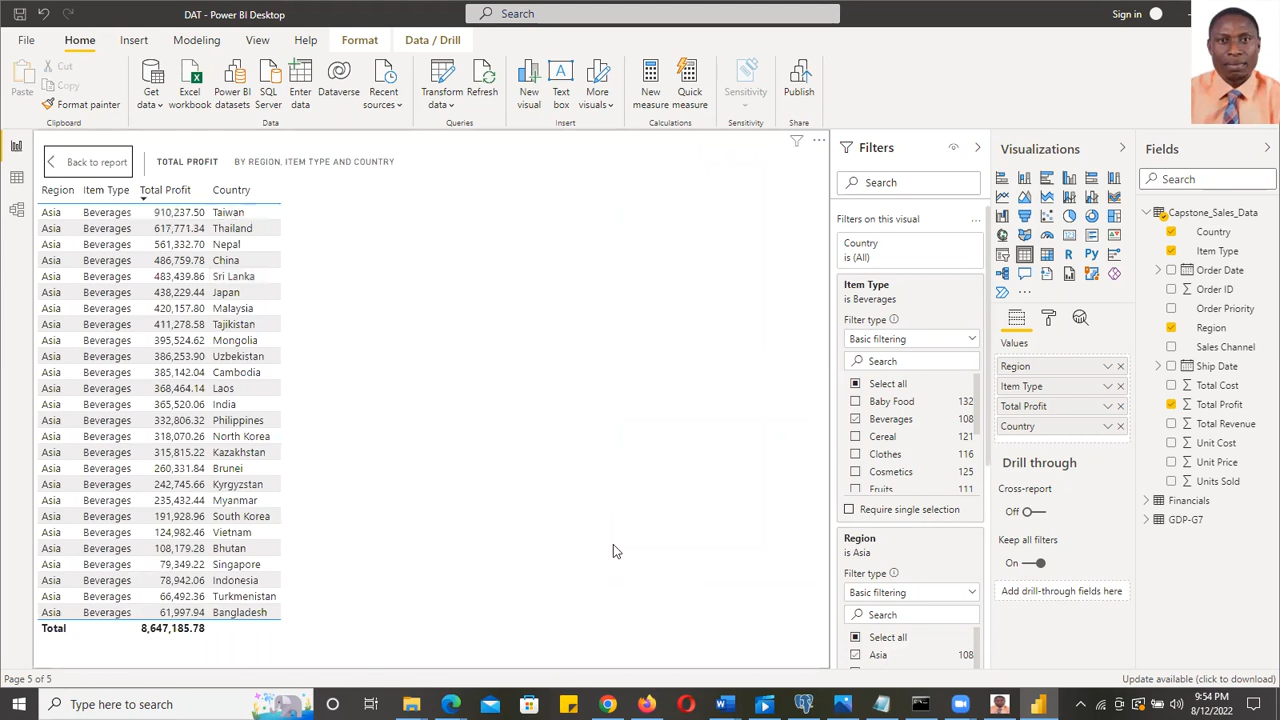 DAT - Power BI Desktop
Search
Sign in
File
Home
Insert
Modeling
View
Help
Format
Data / Drill
Paste
Cut
Copy
Format painter
Get data
Excel workbook
Power BI datasets
SQL Server
Enter data
Dataverse
Recent sources
Transform data
Refresh
New visual
Text box
More visuals
New measure
Quick measure
Sensitivity
Publish
Clipboard
Data
Queries
Insert
Calculations
Sensitivity
Share
Back to report
TOTAL PROFIT
BY REGION, ITEM TYPE AND COUNTRY
Region Item Type Total Profit Country
Asia Beverages 910,237.50 Taiwan
Asia Beverages 617,771.34 Thailand
Asia Beverages 561,332.70 Nepal
Asia Beverages 486,759.78 China
Asia Beverages 483,439.86 Sri Lanka
Asia Beverages 438,229.44 Japan
Asia Beverages 420,157.80 Malaysia
Asia Beverages 411,278.58 Tajikistan
Asia Beverages 395,524.62 Mongolia
Asia Beverages 386,253.90 Uzbekistan
Asia Beverages 385,142.04 Cambodia
Asia Beverages 368,464.14 Laos
Asia Beverages 365,520.06 India
Asia Beverages 332,806.32 Philippines
Asia Beverages 318,070.26 North Korea
Asia Beverages 315,815.22 Kazakhstan
Asia Beverages 260,331.84 Brunei
Asia Beverages 242,745.66 Kyrgyzstan
Asia Beverages 235,432.44 Myanmar
Asia Beverages 191,928.96 South Korea
Asia Beverages 124,982.46 Vietnam
Asia Beverages 108,179.28 Bhutan
Asia Beverages 79,349.22 Singapore
Asia Beverages 78,942.06 Indonesia
Asia Beverages 66,492.36 Turkmenistan
Asia Beverages 61,997.94 Bangladesh
Total 8,647,185.78
Filters
Search
Filters on this visual
Country
is (All)
Item Type
is Beverages
Filter type
Basic filtering
Search
Select all
Baby Food 132
Beverages 108
Cereal 121
Clothes 116
Cosmetics 125
Fruits 111
Require single selection
Region
is Asia
Filter type
Basic filtering
Search
Select all
Asia 108
Visualizations
R
Py
Values
Region
Item Type
Total Profit
Country
Drill through
Cross-report
Off
Keep all filters
On
Add drill-through fields here
Fields
Search
Capstone_Sales_Data
Country
Item Type
Order Date
Order ID
Order Priority
Region
Sales Channel
Ship Date
Total Cost
Total Profit
Total Revenue
Unit Cost
Unit Price
Units Sold
Financials
GDP-G7
Page 5 of 5
Update available (click to download)
Type here to search
9:54 PM
8/12/2022